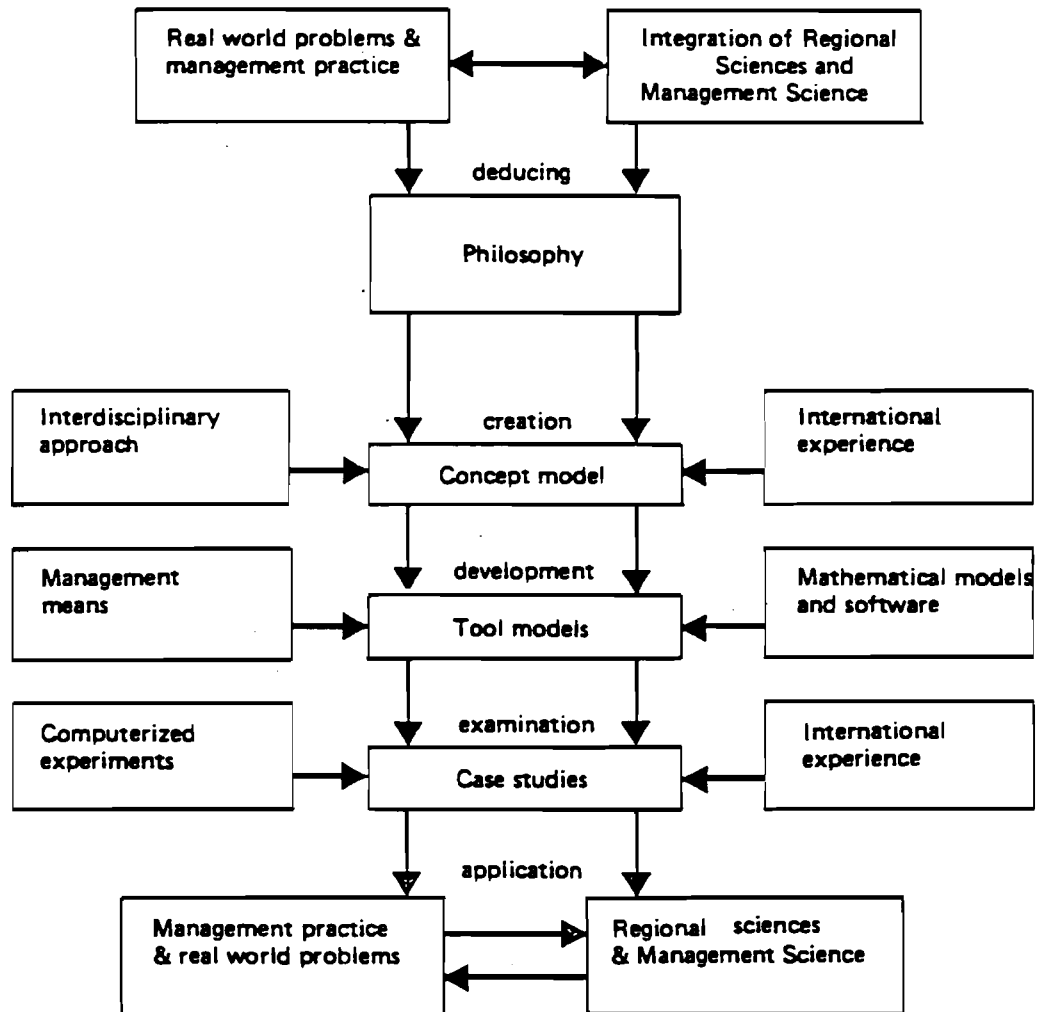 Real world problems &
management practice
Integration of Regional
Sciences and
Management Science
deducing
Philosophy
creation
Interdisciplinary
approach
Concept model
International
experience
development
Management
means
Tool models
Mathematical models
and software
examination
Computerized
experiments
Case studies
International
experience
application
Management practice
& real world problems
Regional sciences
& Management Science